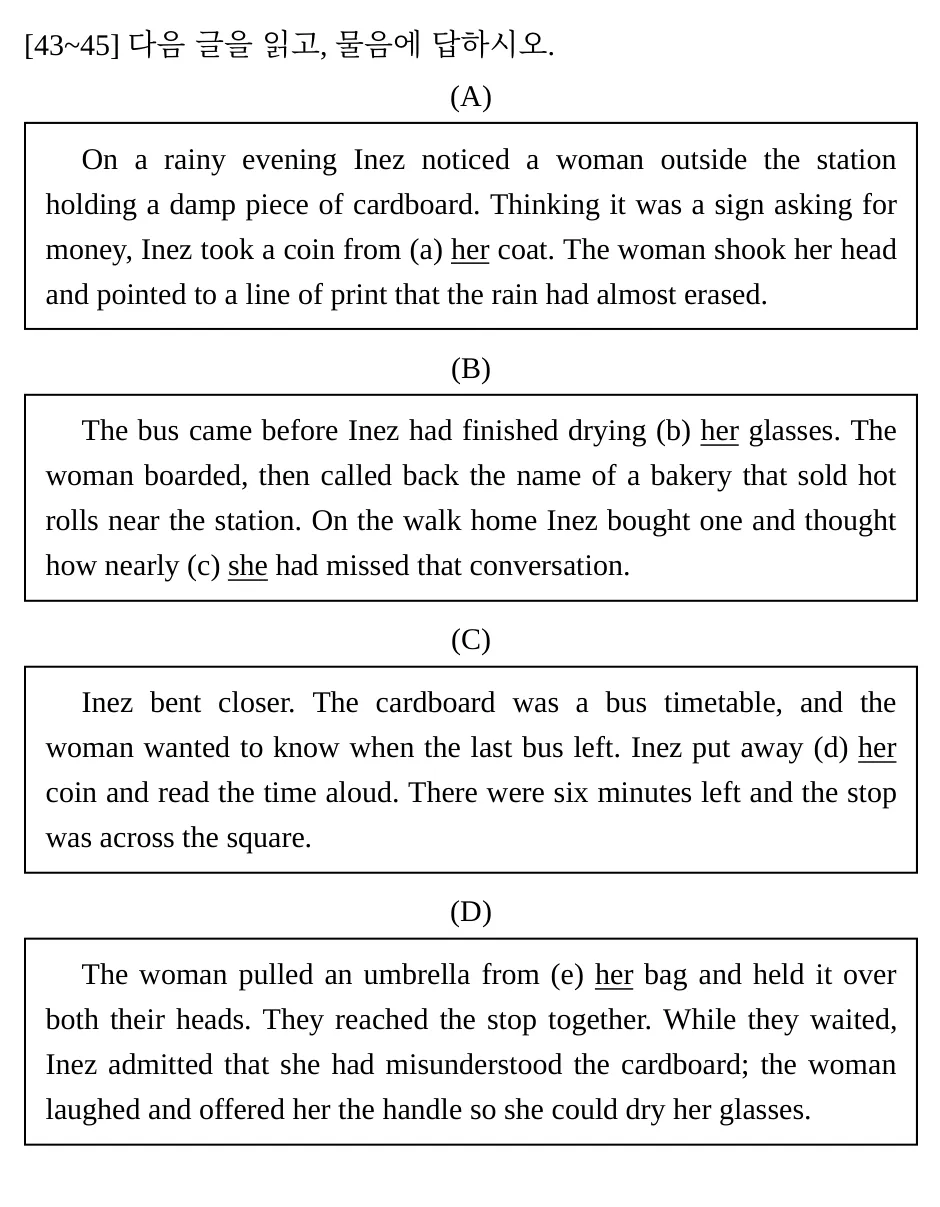 [43~45] 다음 글을 읽고, 물음에 답하시오.
(A)
On a rainy evening Inez noticed a woman outside the station
holding a damp piece of cardboard. Thinking it was a sign asking for
money, Inez took a coin from (a) her coat. The woman shook her head
and pointed to a line of print that the rain had almost erased.
(B)
The bus came before Inez had finished drying (b) her glasses. The
woman boarded, then called back the name of a bakery that sold hot
rolls near the station. On the walk home Inez bought one and thought
how nearly (c) she had missed that conversation.
(C)
Inez bent closer. The cardboard was a bus timetable, and the
woman wanted to know when the last bus left. Inez put away (d) her
coin and read the time aloud. There were six minutes left and the stop
was across the square.
(D)
The woman pulled an umbrella from (e) her bag and held it over
both their heads. They reached the stop together. While they waited,
Inez admitted that she had misunderstood the cardboard; the woman
laughed and offered her the handle so she could dry her glasses.